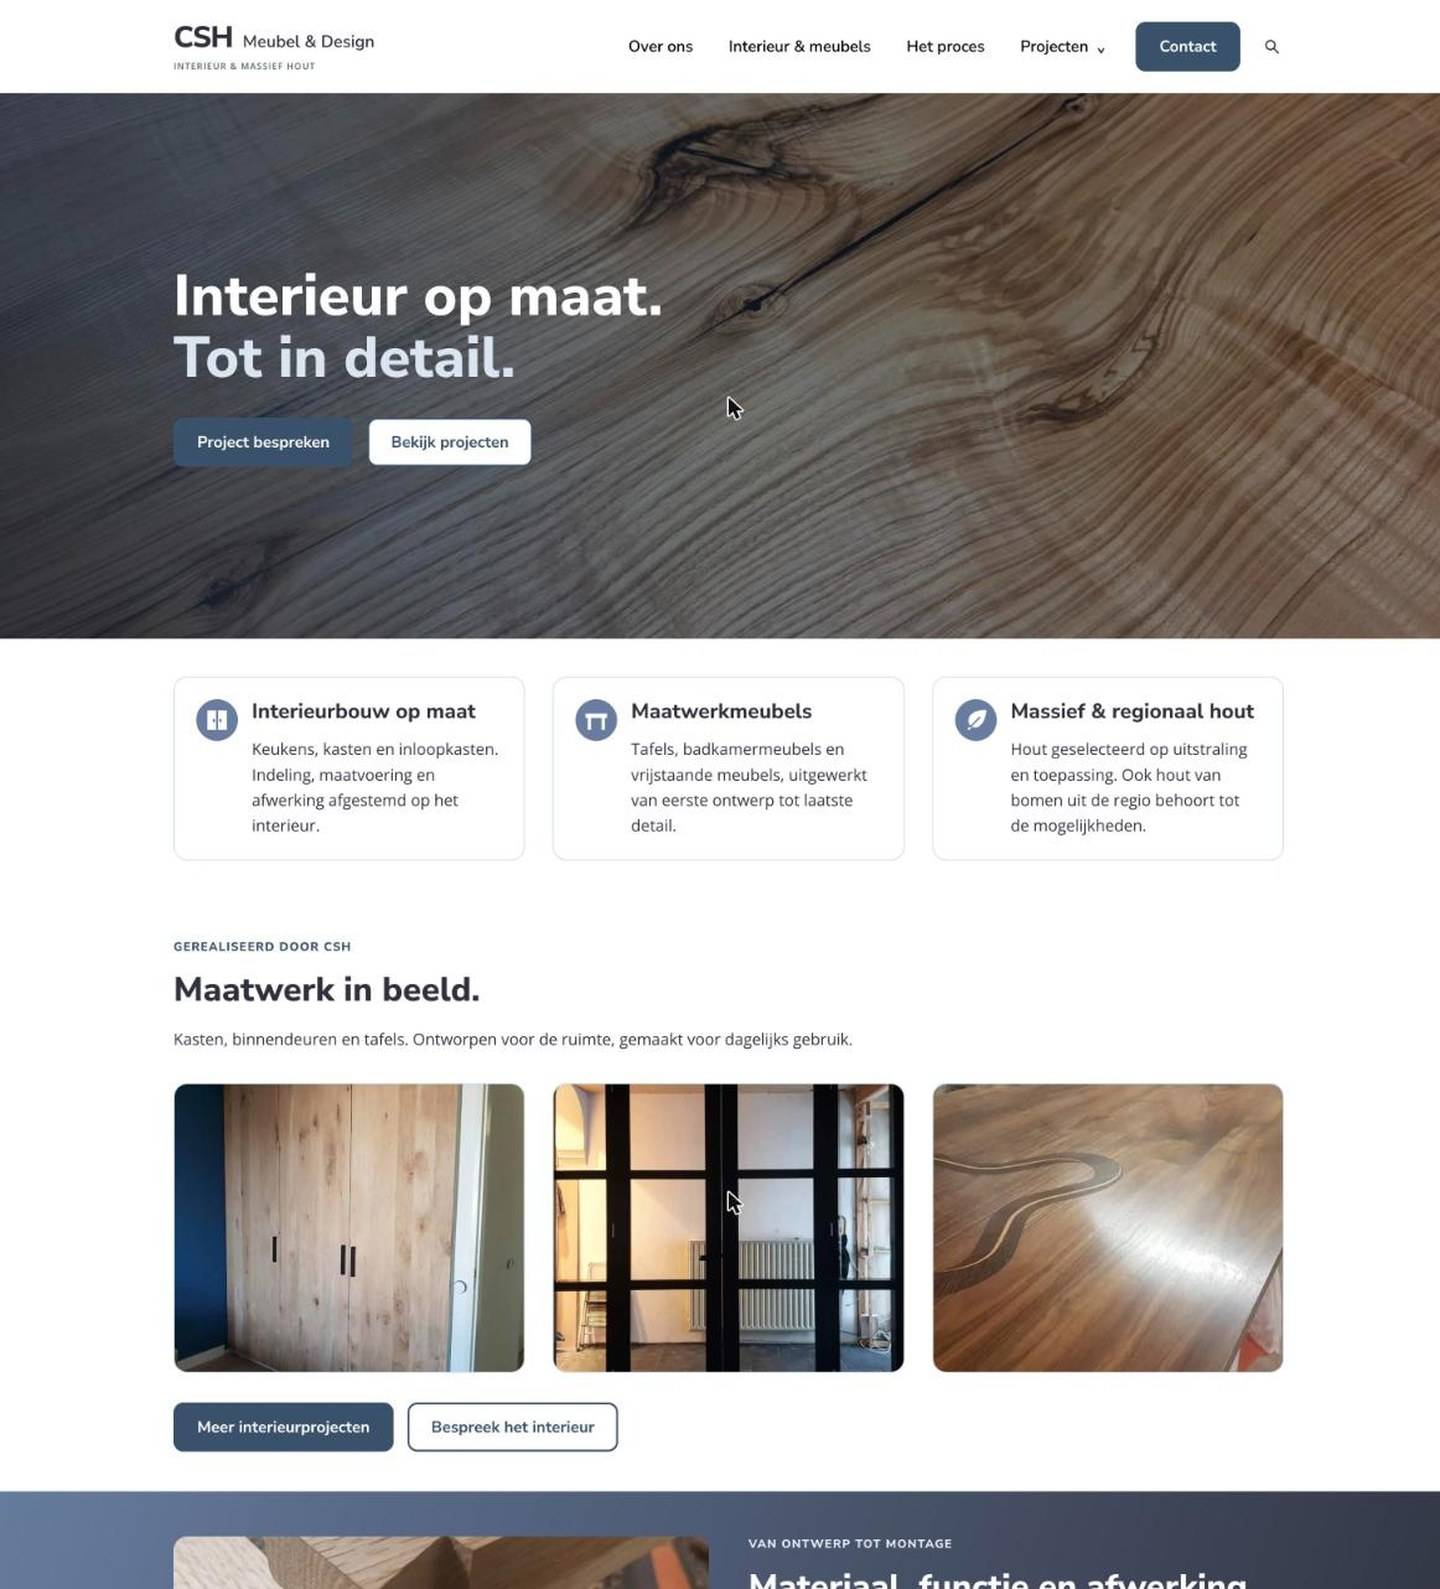 CSH Meubel & Design
INTERIEUR & MASSIEF HOUT
Over ons
Interieur & meubels
Het proces
Projecten
Contact
Interieur op maat.
Tot in detail.
Project bespreken
Bekijk projecten
Interieurbouw op maat
Keukens, kasten en inloopkasten.
Indeling, maatvoering en
afwerking afgestemd op het
interieur.
Maatwerkmeubels
Tafels, badkamermeubels en
vrijstaande meubels, uitgewerkt
van eerste ontwerp tot laatste
detail.
Massief & regionaal hout
Hout geselecteerd op uitstraling
en toepassing. Ook hout van
bomen uit de regio behoort tot
de mogelijkheden.
GEREALISEERD DOOR CSH
Maatwerk in beeld.
Kasten, binnendeuren en tafels. Ontworpen voor de ruimte, gemaakt voor dagelijks gebruik.
Meer interieurprojecten
Bespreek het interieur
VAN ONTWERP TOT MONTAGE
Materiaal, functie en afwerking